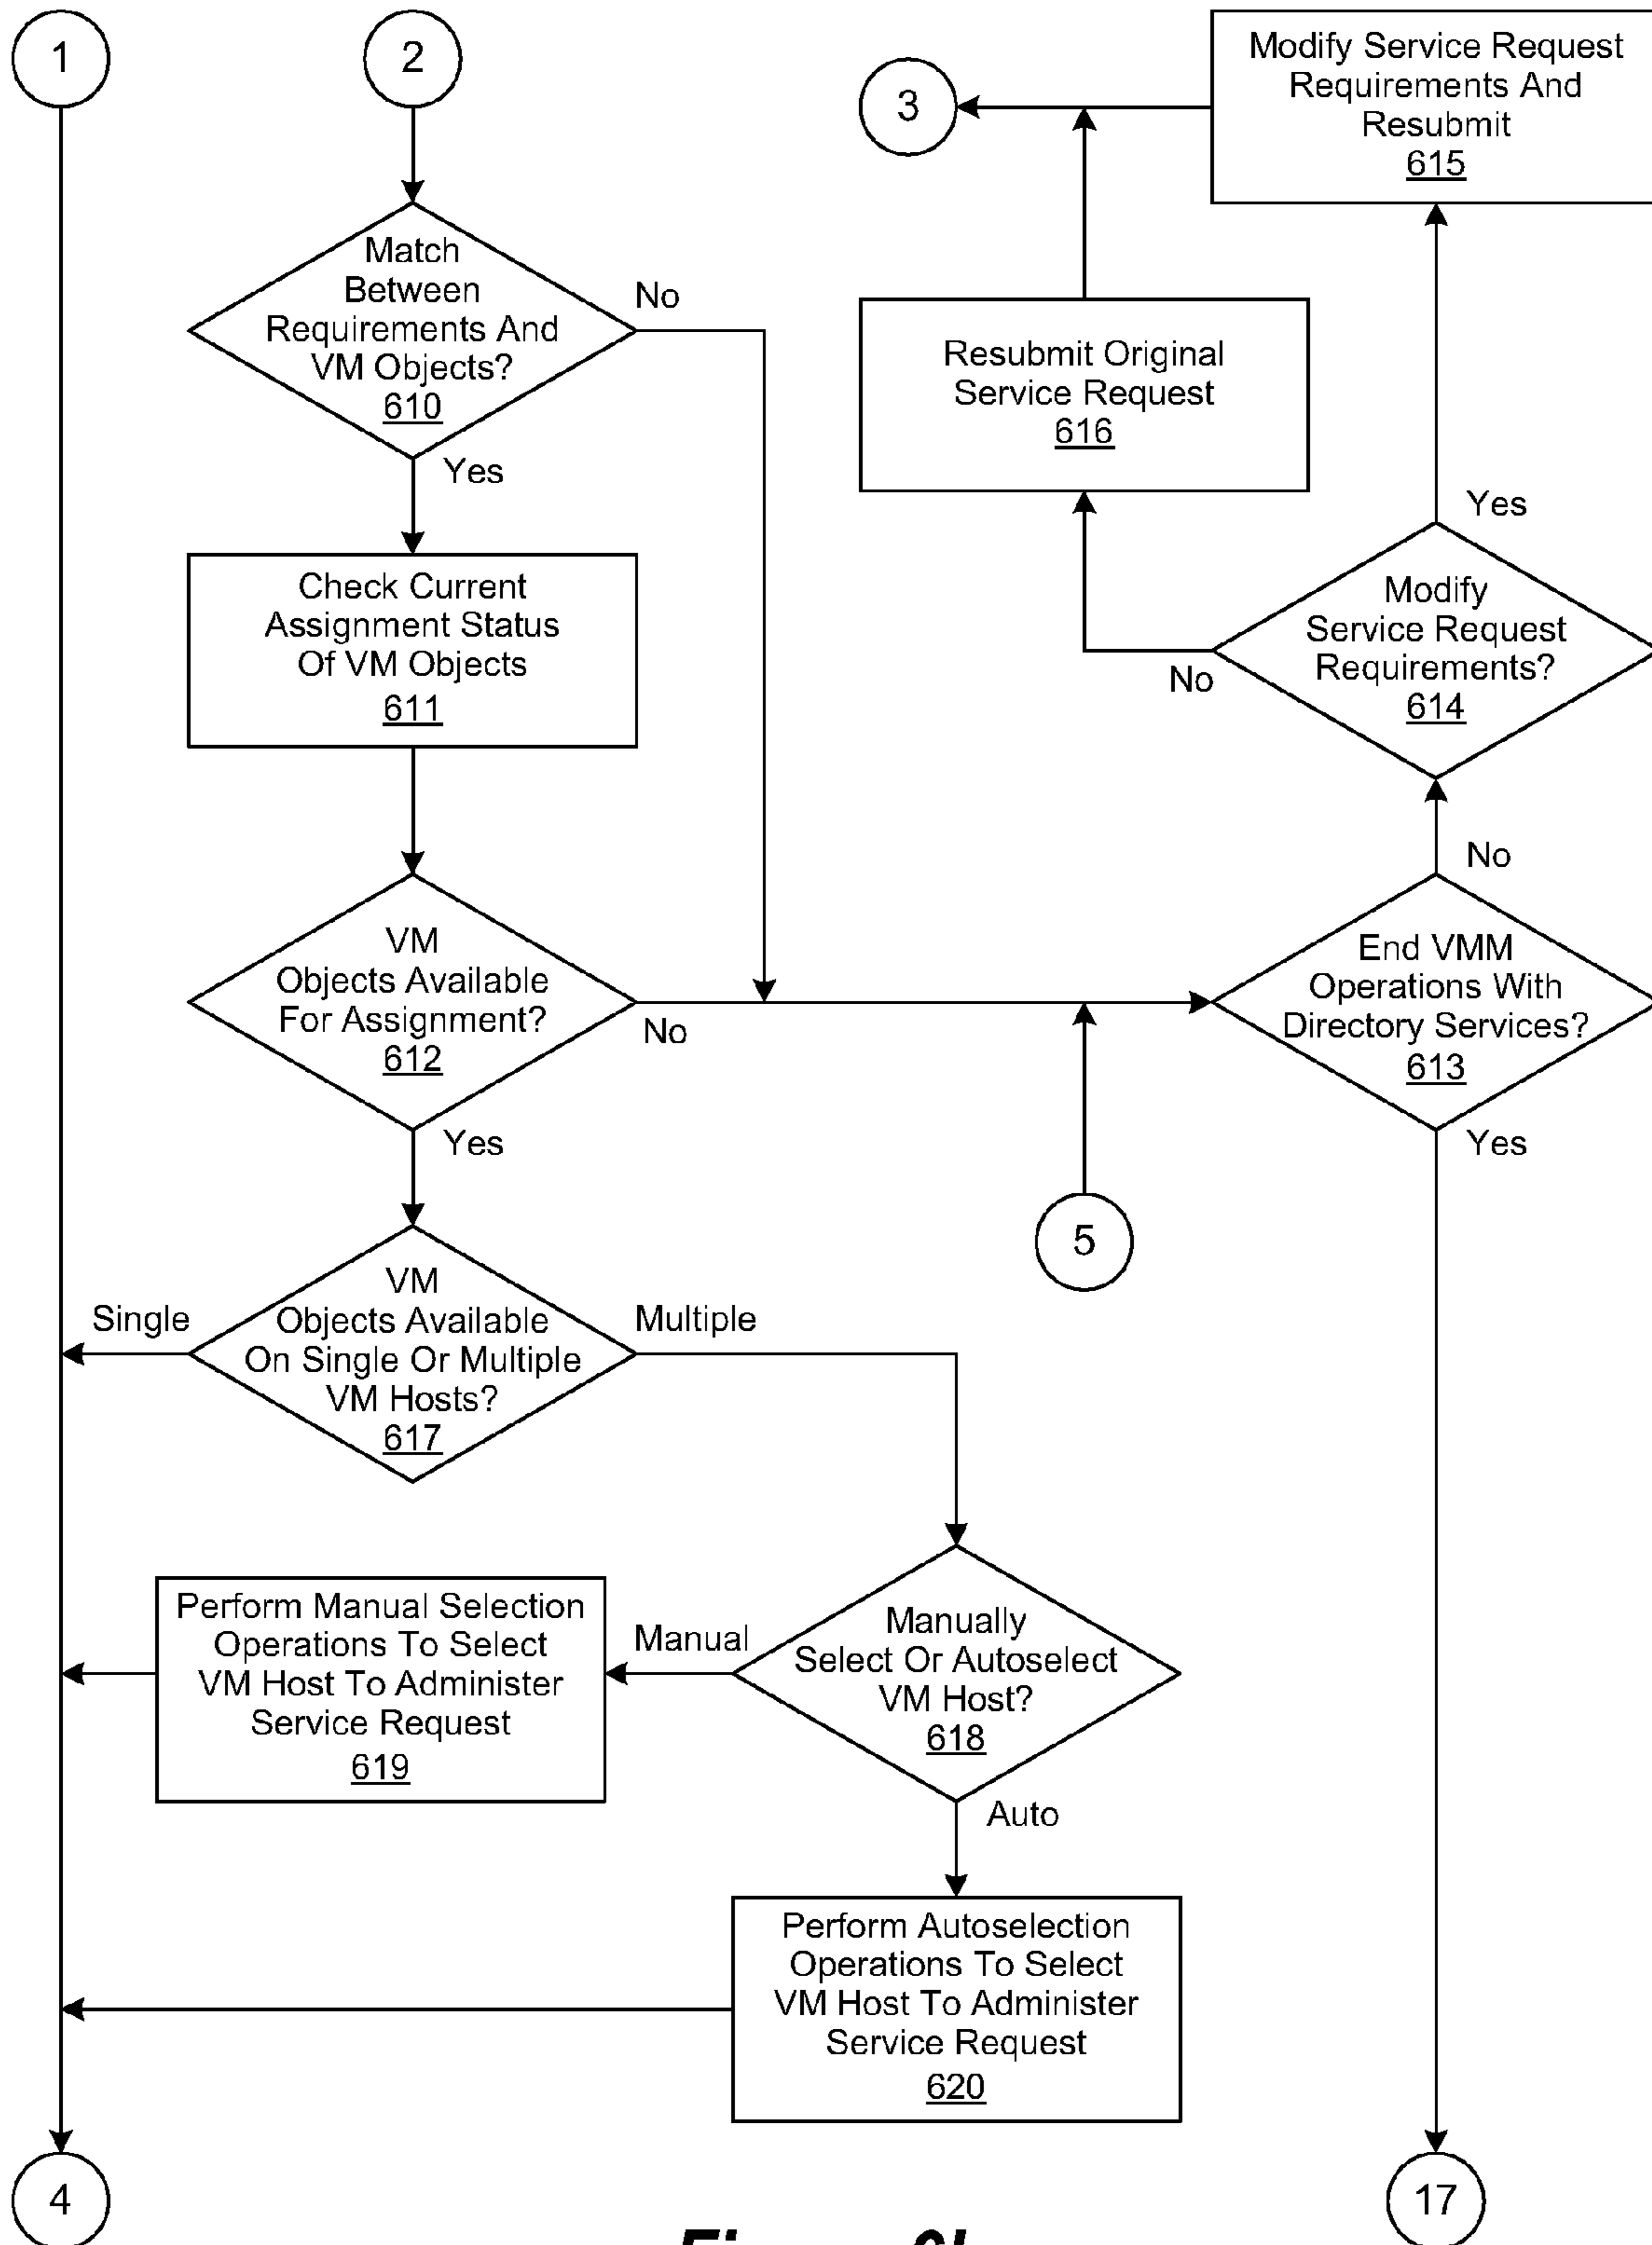 1
2
3
Modify Service Request
Requirements And
Resubmit
615
Match
Between
Requirements And
VM Objects?
610
No
Yes
Resubmit Original
Service Request
616
Check Current
Assignment Status
Of VM Objects
611
Yes
Modify
Service Request
Requirements?
614
No
No
VM
Objects Available
For Assignment?
612
No
Yes
End VMM
Operations With
Directory Services?
613
Yes
5
VM
Objects Available
On Single Or Multiple
VM Hosts?
617
Single
Multiple
Manually
Select Or Autoselect
VM Host?
618
Manual
Auto
Perform Manual Selection
Operations To Select
VM Host To Administer
Service Request
619
Perform Autoselection
Operations To Select
VM Host To Administer
Service Request
620
4
17